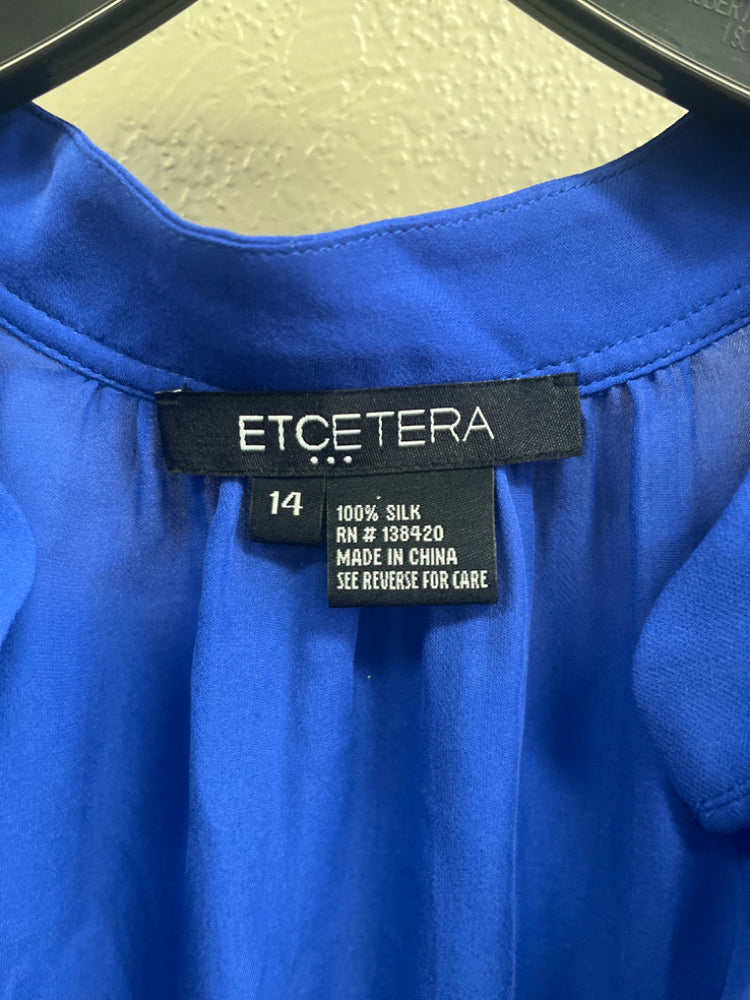 ETCETERA
14
100% SILK
RN # 138420
MADE IN CHINA
SEE REVERSE FOR CARE